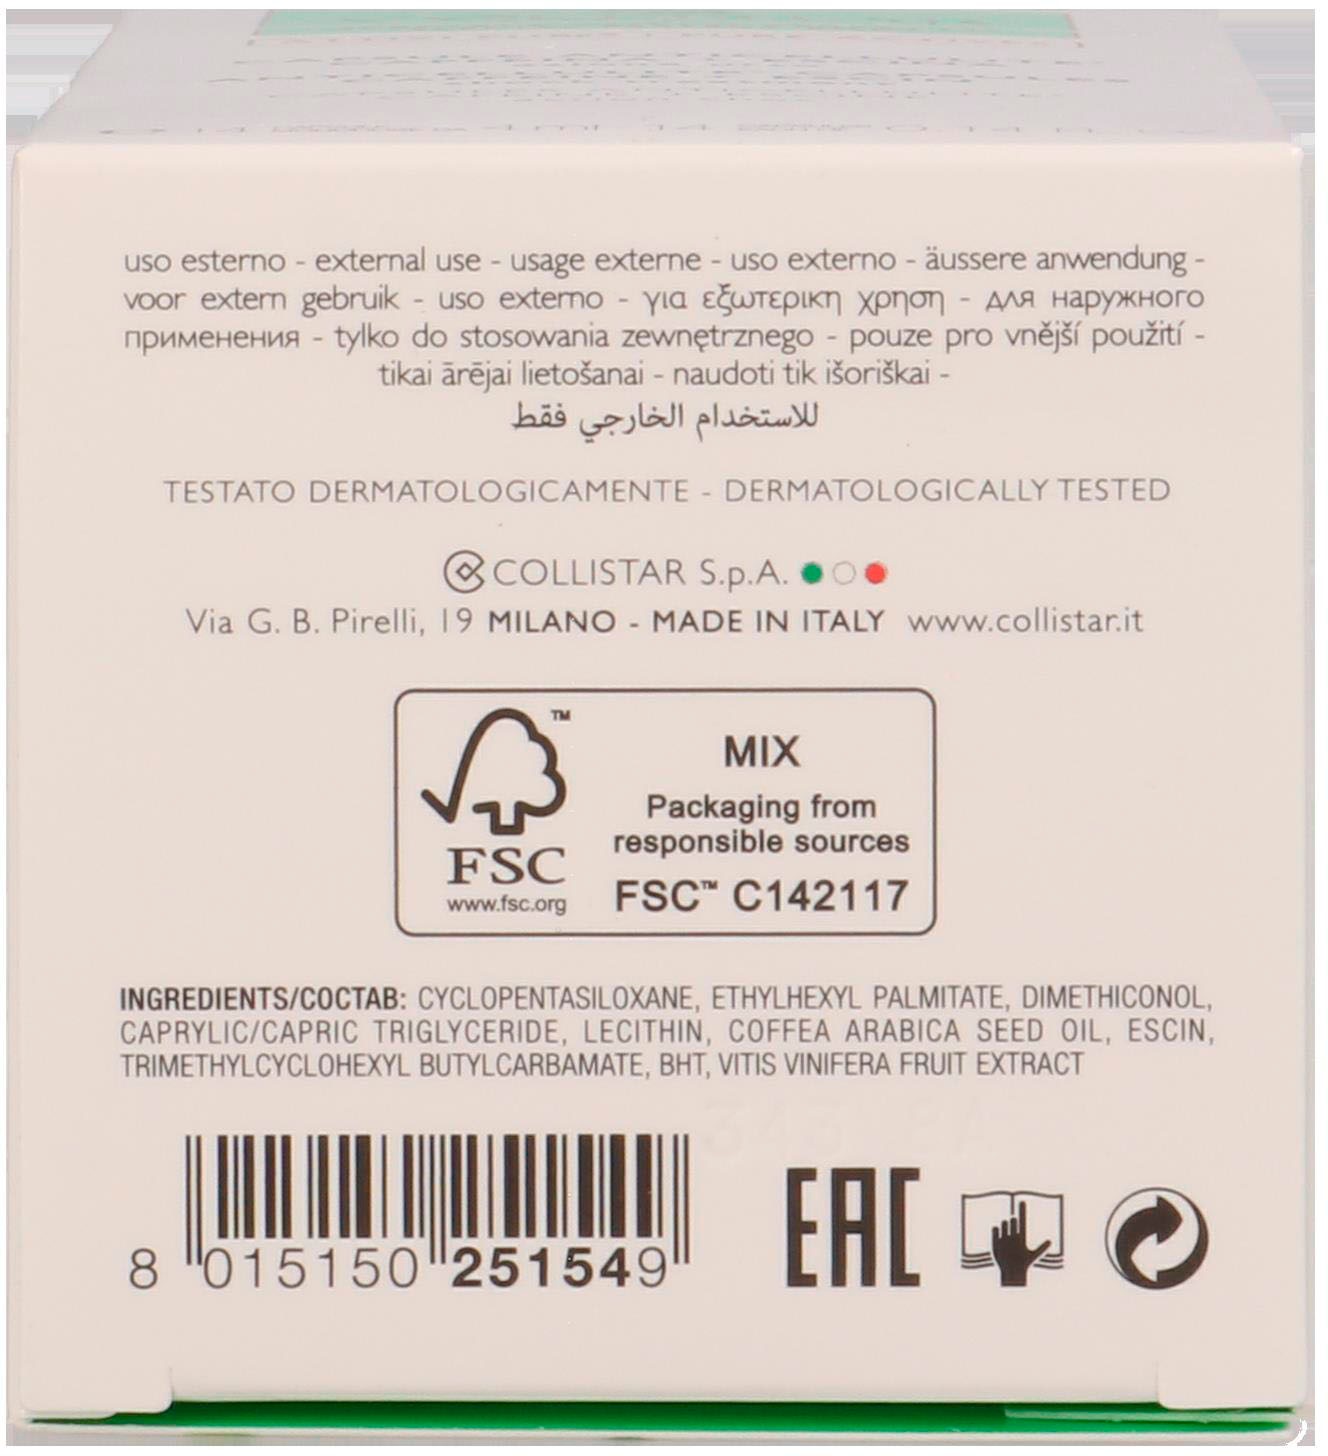 uso esterno - external use - usage externe - uso externo - äussere anwendung -
voor extern gebruik - uso externo - για εξωτερικη χρηση - для наружного
применения - tylko do stosowania zewnętrznego - pouze pro vnější použití -
tikai ārējai lietošanai - naudoti tik išoriškai -
للاستخدام الخارجي فقط
TESTATO DERMATOLOGICAMENTE - DERMATOLOGICALLY TESTED
COLLISTAR S.p.A.
Via G. B. Pirelli, 19 MILANO - MADE IN ITALY www.collistar.it
TM
MIX
Packaging from
responsible sources
FSC
www.fsc.org
FSC™ C142117
INGREDIENTS/СОСТАВ: CYCLOPENTASILOXANE, ETHYLHEXYL PALMITATE, DIMETHICONOL,
CAPRYLIC/CAPRIC TRIGLYCERIDE, LECITHIN, COFFEA ARABICA SEED OIL, ESCIN,
TRIMETHYLCYCLOHEXYL BUTYLCARBAMATE, BHT, VITIS VINIFERA FRUIT EXTRACT
8 015150 251549
EAC